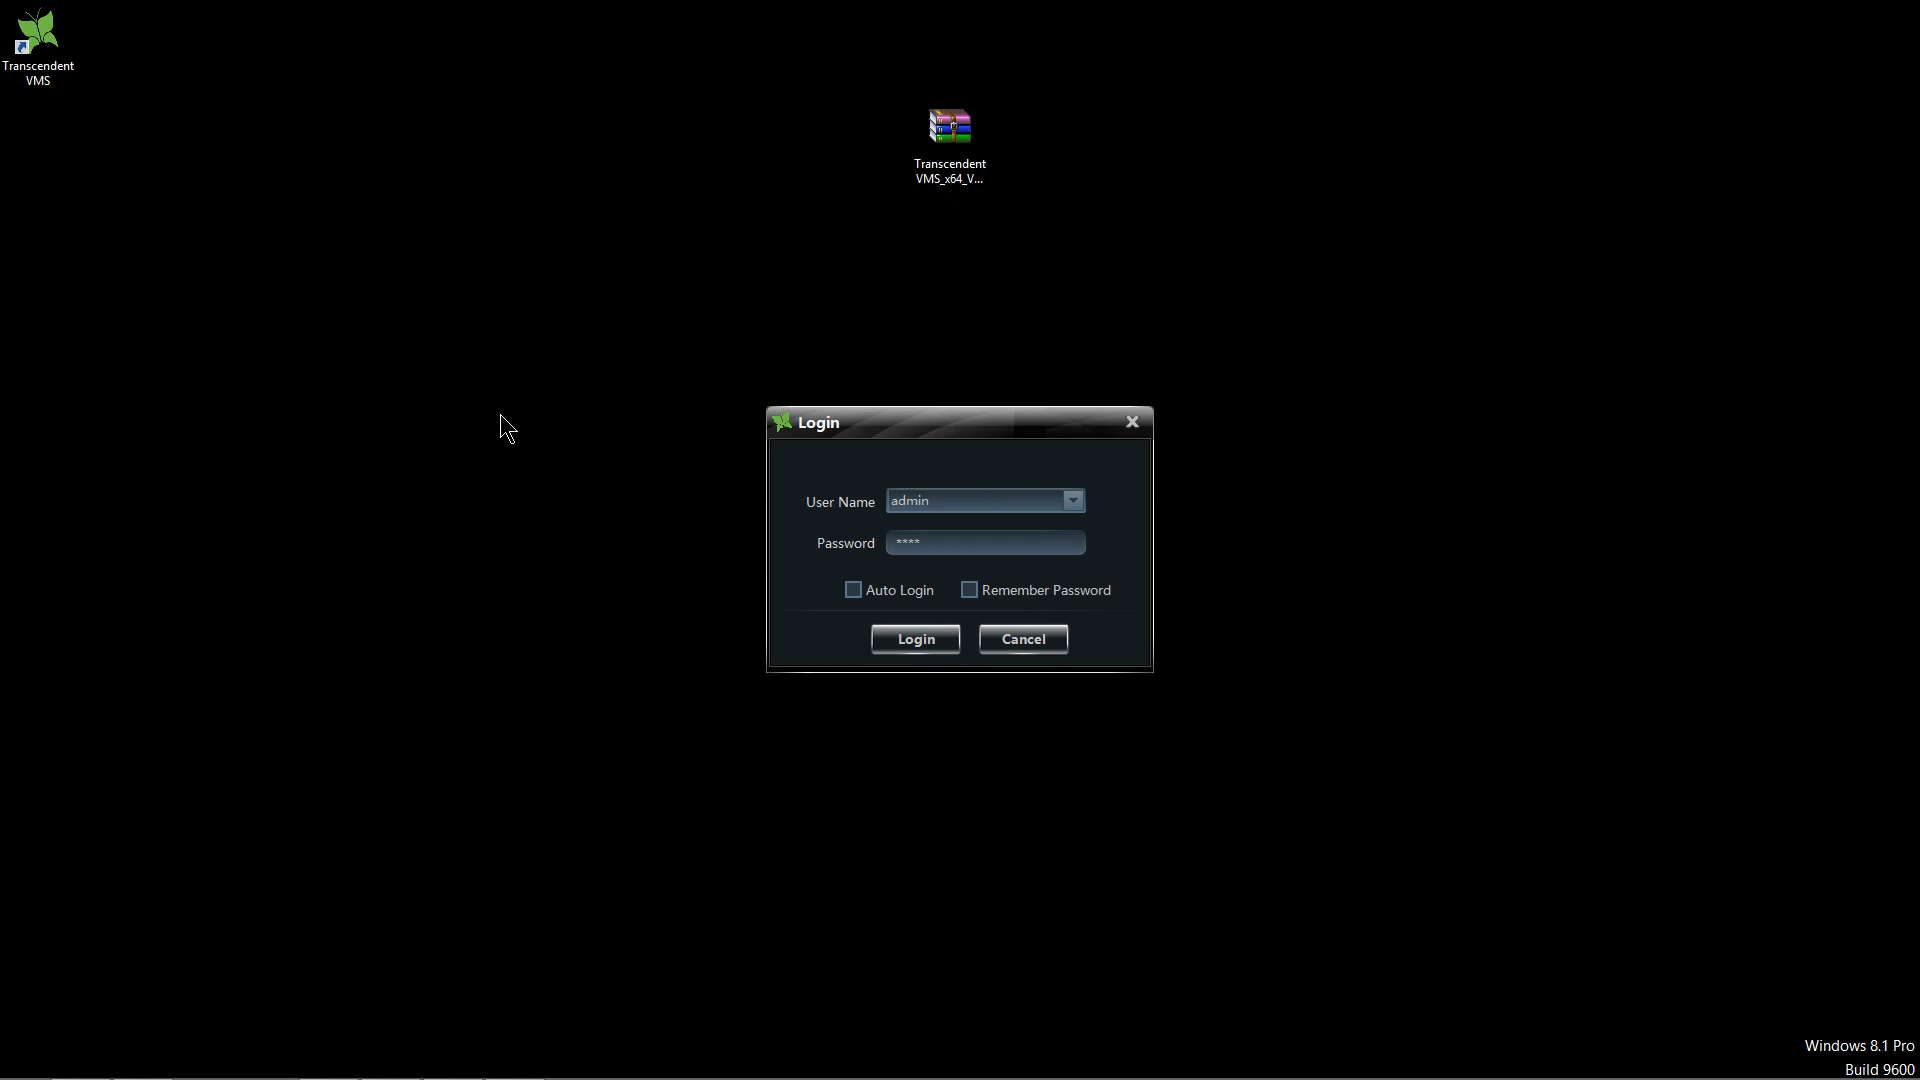 Transcendent
VMS
Transcendent
VMS_x64_V...
Login
User Name
admin
Password
****
Auto Login
Remember Password
Login
Cancel
Windows 8.1 Pro
Build 9600